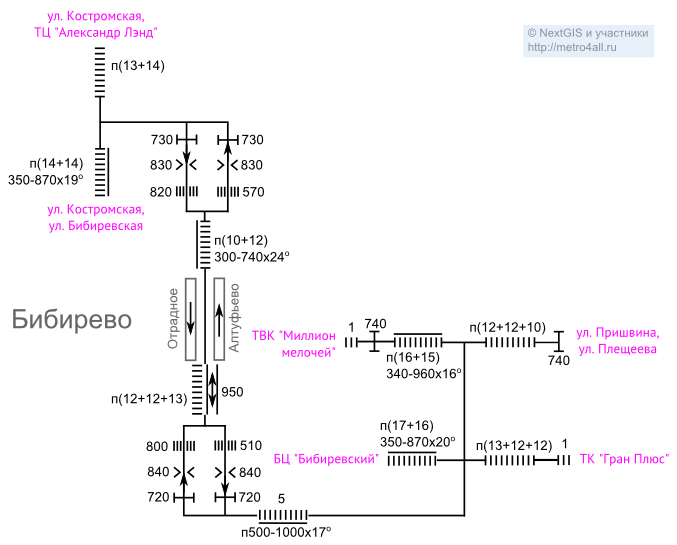 ул. Костромская,
ТЦ "Александр Лэнд"
© NextGIS и участники
http://metro4all.ru
п(13+14)
730 730
п(14+14)
350-870x19°
830 830
820 570
ул. Костромская,
ул. Бибиревская
п(10+12)
300-740x24°
Отрадное
Алтуфьево
Бибирево
ТВК "Миллион
мелочей"
1
740
п(16+15)
340-960x16°
п(12+12+10)
740
ул. Пришвина,
ул. Плещеева
п(12+12+13)
950
п(17+16)
350-870x20°
БЦ "Бибиревский"
п(13+12+12)
1
ТК "Гран Плюс"
800 510
840 840
720 720
5
п500-1000x17°